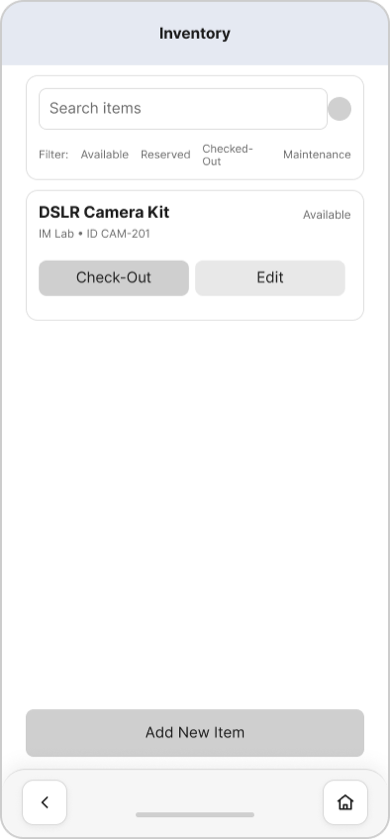 Inventory
Search items
Filter: Available Reserved Checked-Out Maintenance
DSLR Camera Kit Available
IM Lab • ID CAM-201
Check-Out Edit
Add New Item